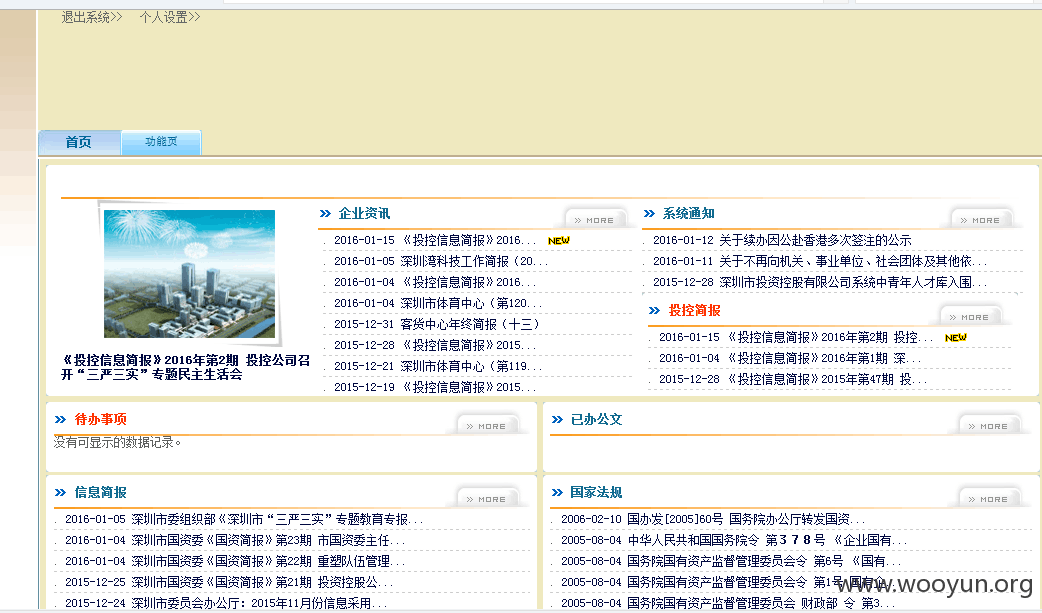 退出系统>> 个人设置>>
首页 功能页
企业资讯 MORE
2016-01-15 《投控信息简报》2016... NEW
2016-01-05 深圳湾科技工作简报（20...
2016-01-04 《投控信息简报》2016...
2016-01-04 深圳市体育中心（第120...
2015-12-31 客货中心年终简报（十三）
2015-12-28 《投控信息简报》2015...
2015-12-21 深圳市体育中心（第119...
2015-12-19 《投控信息简报》2015...
《投控信息简报》2016年第2期 投控公司召
开“三严三实”专题民主生活会
系统通知 MORE
2016-01-12 关于续办因公赴香港多次签注的公示
2016-01-11 关于不再向机关、事业单位、社会团体及其他依...
2015-12-28 深圳市投资控股有限公司系统中青年人才库入围...
投控简报 MORE
2016-01-15 《投控信息简报》2016年第2期 投控... NEW
2016-01-04 《投控信息简报》2016年第1期 深...
2015-12-28 《投控信息简报》2015年第47期 投...
待办事项 MORE
没有可显示的数据记录。
已办公文 MORE
信息简报 MORE
2016-01-05 深圳市委组织部《深圳市“三严三实”专题教育专报...
2016-01-04 深圳市国资委《国资简报》第23期 市国资委主任...
2016-01-04 深圳市国资委《国资简报》第22期 重塑队伍管理...
2015-12-25 深圳市国资委《国资简报》第21期 投资控股公...
2015-12-24 深圳市委员会办公厅：2015年11月份信息采用...
国家法规 MORE
2006-02-10 国办发[2005]60号 国务院办公厅转发国资...
2005-08-04 中华人民共和国国务院令 第３７８号 《企业国有...
2005-08-04 国务院国有资产监督管理委员会令 第6号 《国有...
2005-08-04 国务院国有资产监督管理委员会令 第1号 《国有企...
2005-08-04 国务院国有资产监督管理委员会 财政部 令 第3...
www.wooyun.org